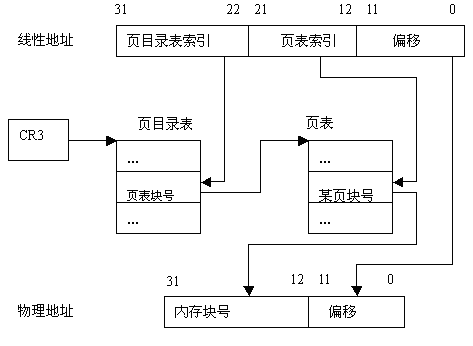 31 22 21 12 11 0
线性地址 页目录表索引 页表索引 偏移
页目录表 页表
CR3
... ...
页表块号 某页块号
... ...
31 12 11 0
物理地址 内存块号 偏移